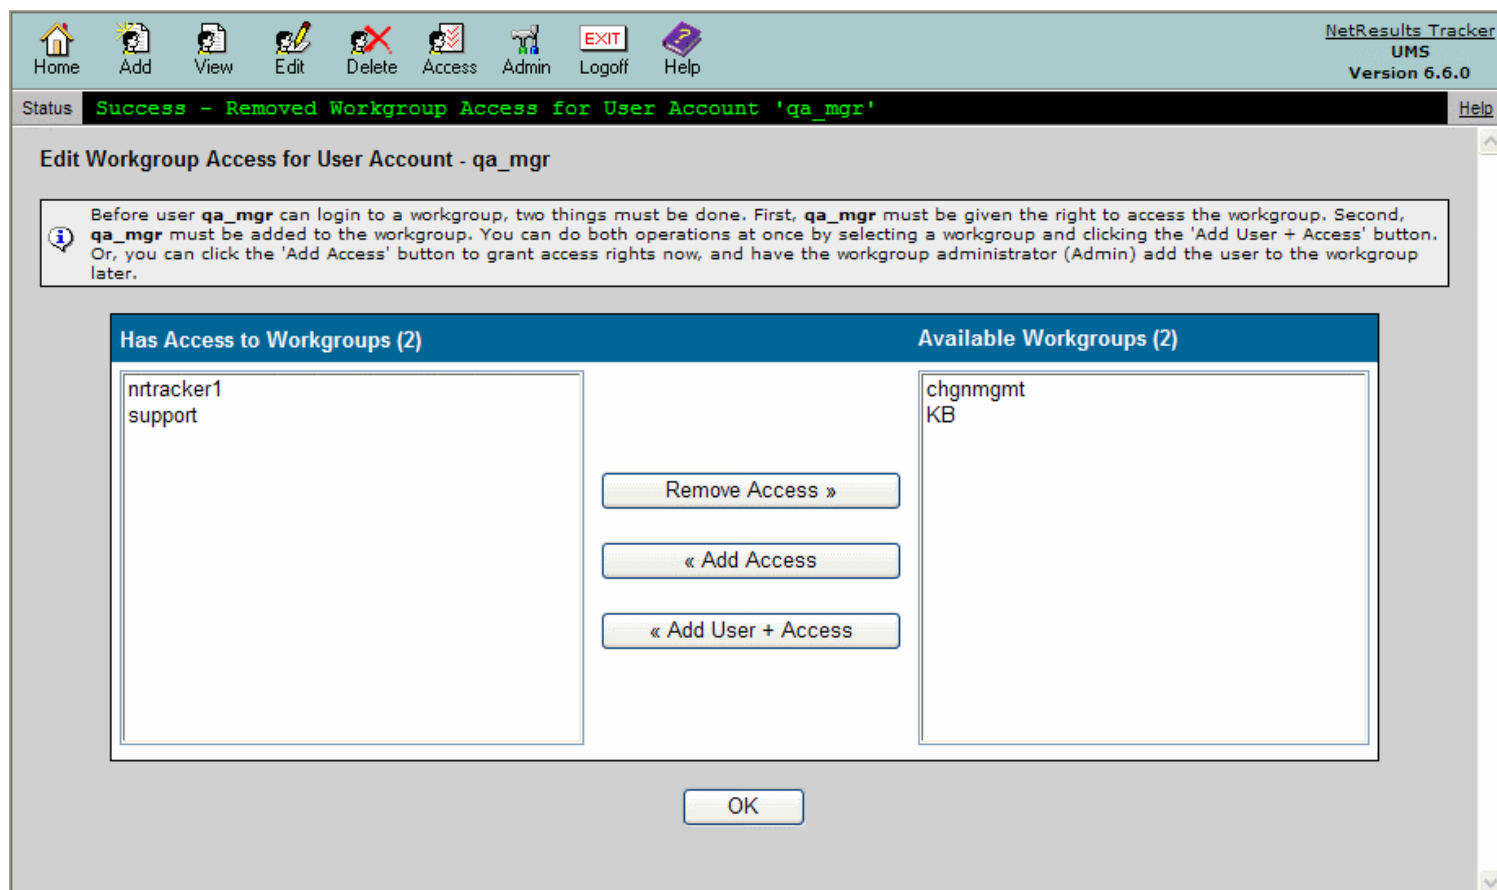 Home Add View Edit Delete Access Admin Logoff Help
EXIT
NetResults Tracker
UMS
Version 6.6.0
Status Success - Removed Workgroup Access for User Account 'qa_mgr' Help
Edit Workgroup Access for User Account - qa_mgr
Before user qa_mgr can login to a workgroup, two things must be done. First, qa_mgr must be given the right to access the workgroup. Second,
qa_mgr must be added to the workgroup. You can do both operations at once by selecting a workgroup and clicking the 'Add User + Access' button.
Or, you can click the 'Add Access' button to grant access rights now, and have the workgroup administrator (Admin) add the user to the workgroup
later.
Has Access to Workgroups (2)
Available Workgroups (2)
nrtracker1
support
chgnmgmt
KB
Remove Access »
« Add Access
« Add User + Access
OK